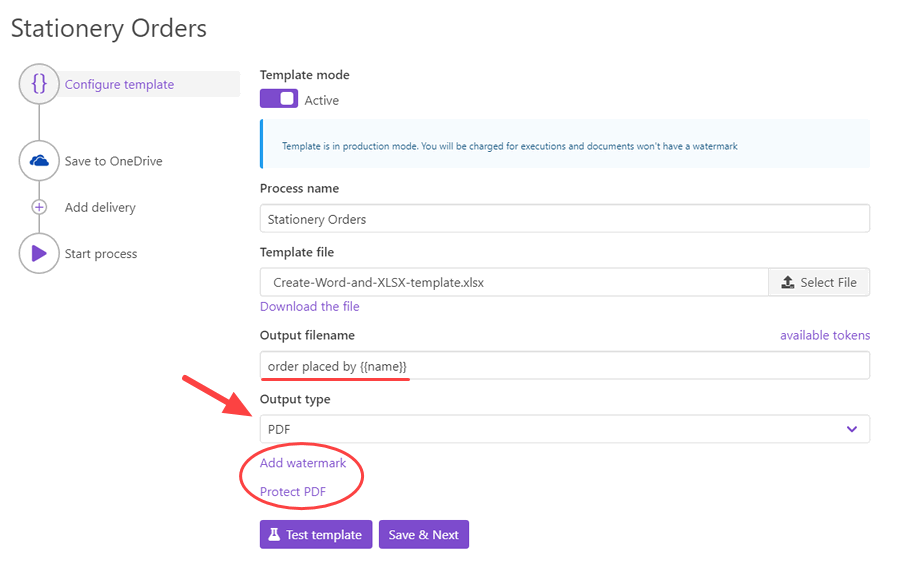 Stationery Orders
{} Configure template
Save to OneDrive
Add delivery
Start process
Template mode
Active
Template is in production mode. You will be charged for executions and documents won't have a watermark
Process name
Stationery Orders
Template file
Create-Word-and-XLSX-template.xlsx Select File
Download the file
Output filename available tokens
order placed by {{name}}
Output type
PDF
Add watermark
Protect PDF
Test template Save & Next